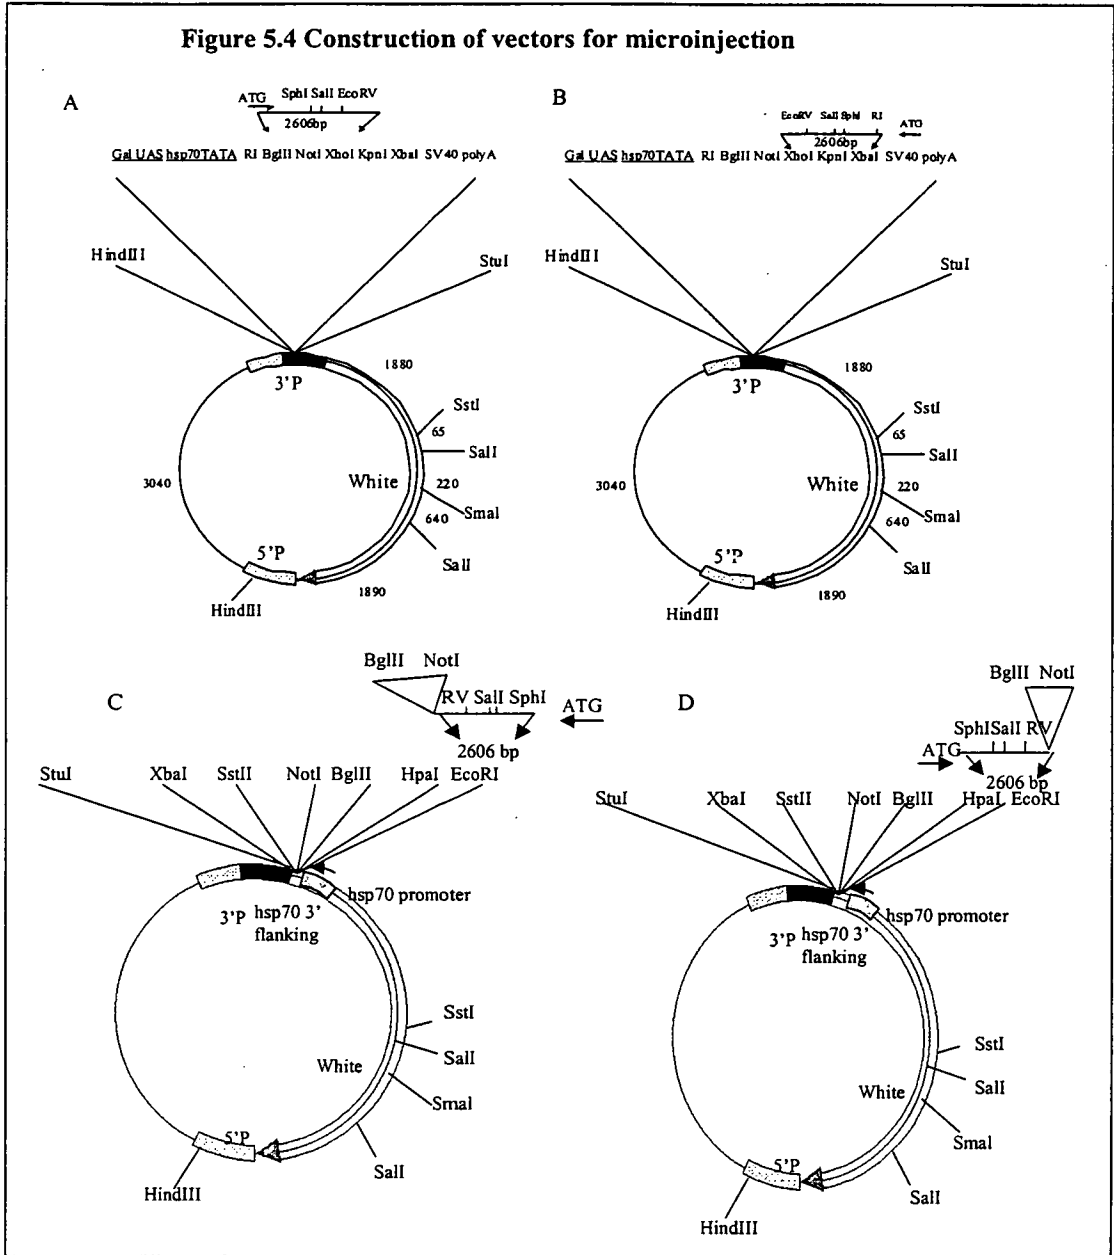 Figure 5.4 Construction of vectors for microinjection
A
ATG
SphI SalI EcoRV
2606bp
Gal UAS hsp70TATA RI BglII NotI XhoI KpnI XbaI SV40 polyA
HindIII
StuI
1880
3'P
SstI
65
SalI
3040
White
220
SmaI
640
5'P
SalI
HindIII
1890
B
EcoRV SalI SphI RI
ATG
2606bp
Gal UAS hsp70TATA RI BglII NotI XhoI KpnI XbaI SV40 polyA
HindIII
StuI
1880
3'P
SstI
65
SalI
3040
White
220
SmaI
640
5'P
SalI
HindIII
1890
C
BglII NotI
RV SalI SphI
ATG
2606 bp
StuI XbaI SstII NotI BglII HpaI EcoRI
hsp70 promoter
3'P hsp70 3'
flanking
SstI
SalI
White
SmaI
5'P
SalI
HindIII
D
BglII NotI
SphI SalI RV
ATG
2606 bp
StuI XbaI SstII NotI BglII HpaI EcoRI
hsp70 promoter
3'P hsp70 3'
flanking
SstI
SalI
White
SmaI
5'P
SalI
HindIII